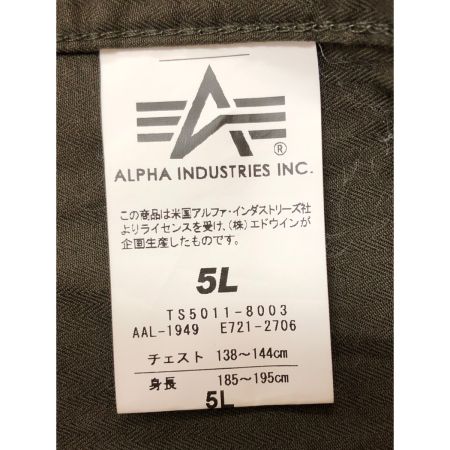 ALPHA INDUSTRIES INC.
この商品は米国アルファ・インダストリーズ社
よりライセンスを受け、(株)エドウインが
企画生産したものです。
5L
TS5011-8003
AAL-1949 E721-2706
チェスト 138〜144cm
身長 185〜195cm
5L